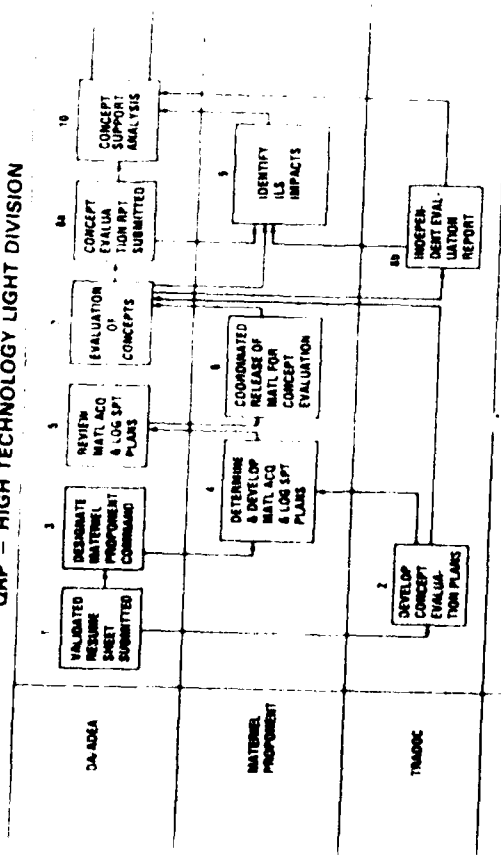 QAP – HIGH TECHNOLOGY LIGHT DIVISION
DA/ADEA
1
VALIDATED
RESUME
SHEET
SUBMITTED
3
DESIGNATE
MATERIEL
PROPONENT
COMMAND
5
REVIEW
MATL ACQ
& LOG SPT
PLANS
EVALUATION
OF
CONCEPTS
8a
CONCEPT
EVALUA
TION RPT
SUBMITTED
10
CONCEPT
SUPPORT
ANALYSIS
MATERIEL
PROPONENT
4
DETERMINE
& DEVELOP
MATL ACQ
& LOG SPT
PLANS
6
COORDINATED
RELEASE OF
MATL FOR
CONCEPT
EVALUATION
IDENTIFY
ILS
IMPACTS
TRADOC
2
DEVELOP
CONCEPT
EVALUA-
TION PLANS
8b
INDEPEN-
DENT EVAL-
UATION
REPORT